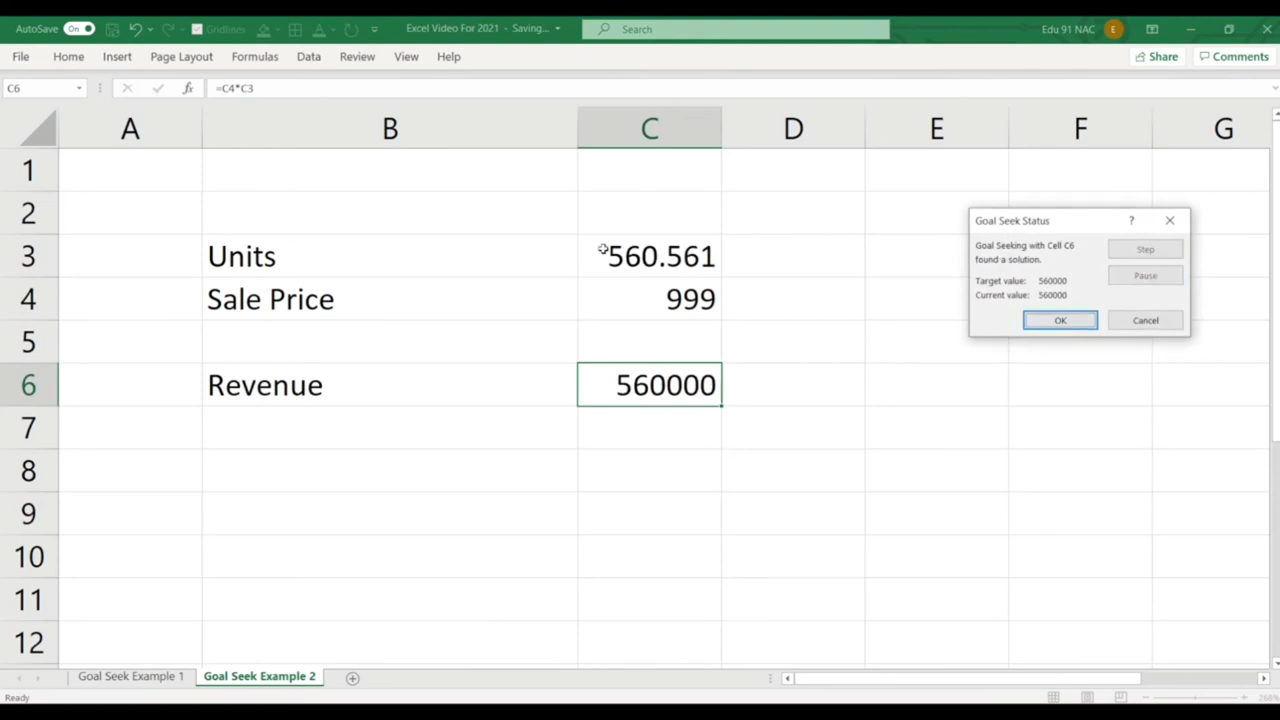 AutoSave On Gridlines Excel Video For 2021 - Saving... Search Edu 91 NAC E
File Home Insert Page Layout Formulas Data Review View Help Share Comments
C6 fx =C4*C3
A B C D E F G
1
2
3 Units 560.561
4 Sale Price 999
5
6 Revenue 560000
7
8
9
10
11
12
Goal Seek Status ?
Goal Seeking with Cell C6
found a solution.
Step
Target value: 560000
Pause
Current value: 560000
OK Cancel
Goal Seek Example 1 Goal Seek Example 2
Ready 268%